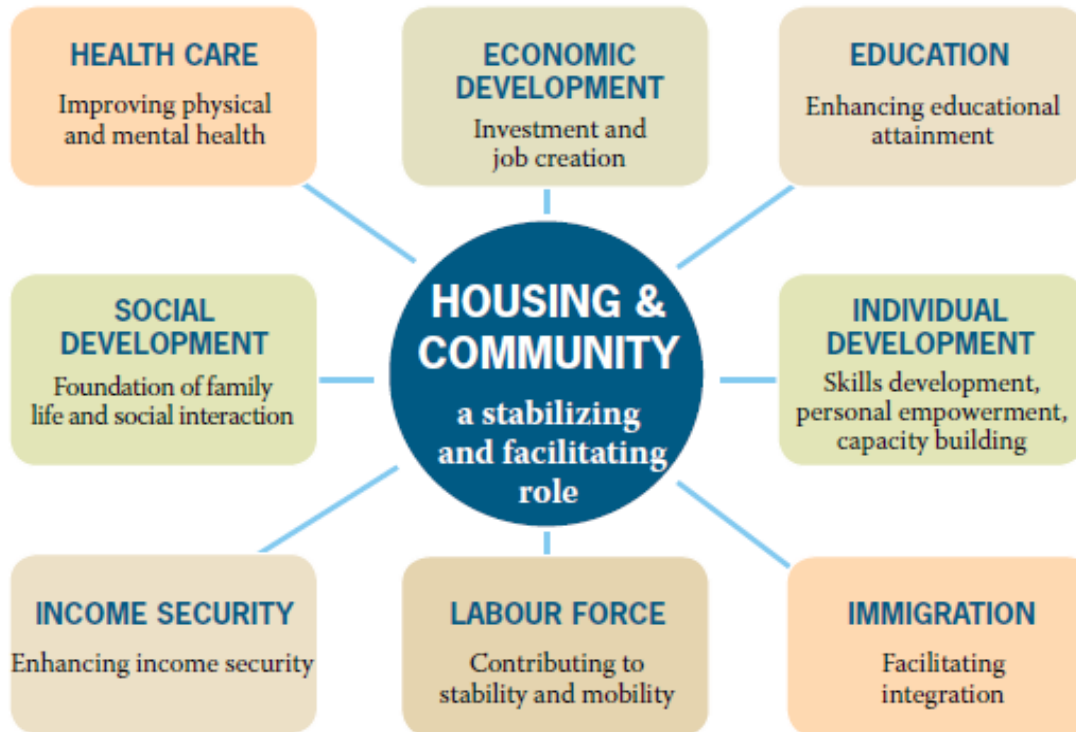 HEALTH CARE
Improving physical
and mental health
ECONOMIC
DEVELOPMENT
Investment and
job creation
EDUCATION
Enhancing educational
attainment
SOCIAL
DEVELOPMENT
Foundation of family
life and social interaction
HOUSING &
COMMUNITY
a stabilizing
and facilitating
role
INDIVIDUAL
DEVELOPMENT
Skills development,
personal empowerment,
capacity building
INCOME SECURITY
Enhancing income security
LABOUR FORCE
Contributing to
stability and mobility
IMMIGRATION
Facilitating
integration